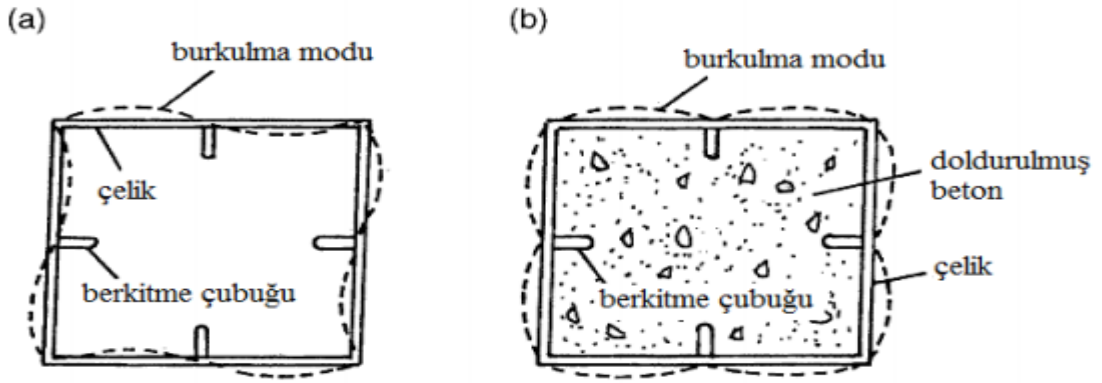 (a)
burkulma modu
çelik
berkitme çubuğu
(b)
burkulma modu
doldurulmuş
beton
çelik
berkitme çubuğu